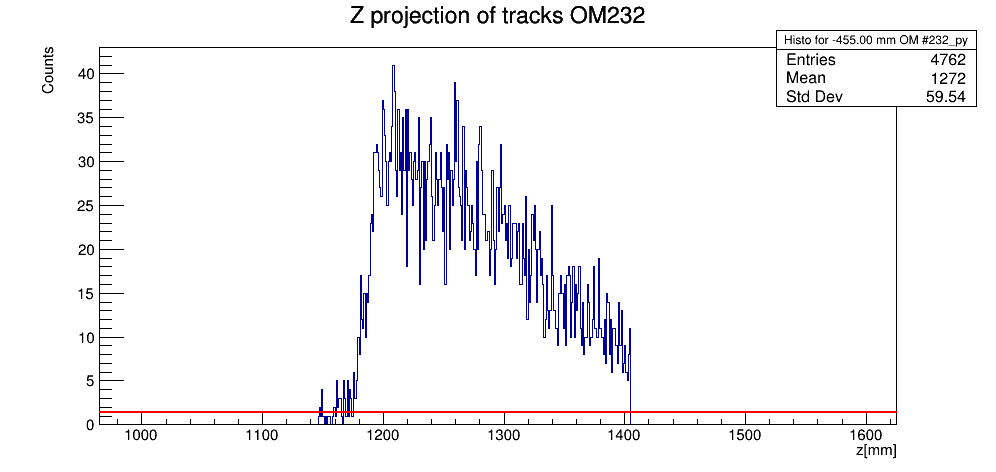 Z projection of tracks OM232
Histo for -455.00 mm OM #232_py
Entries 4762
Mean 1272
Std Dev 59.54
Counts
40
35
30
25
20
15
10
5
0
1000 1100 1200 1300 1400 1500 1600
z[mm]